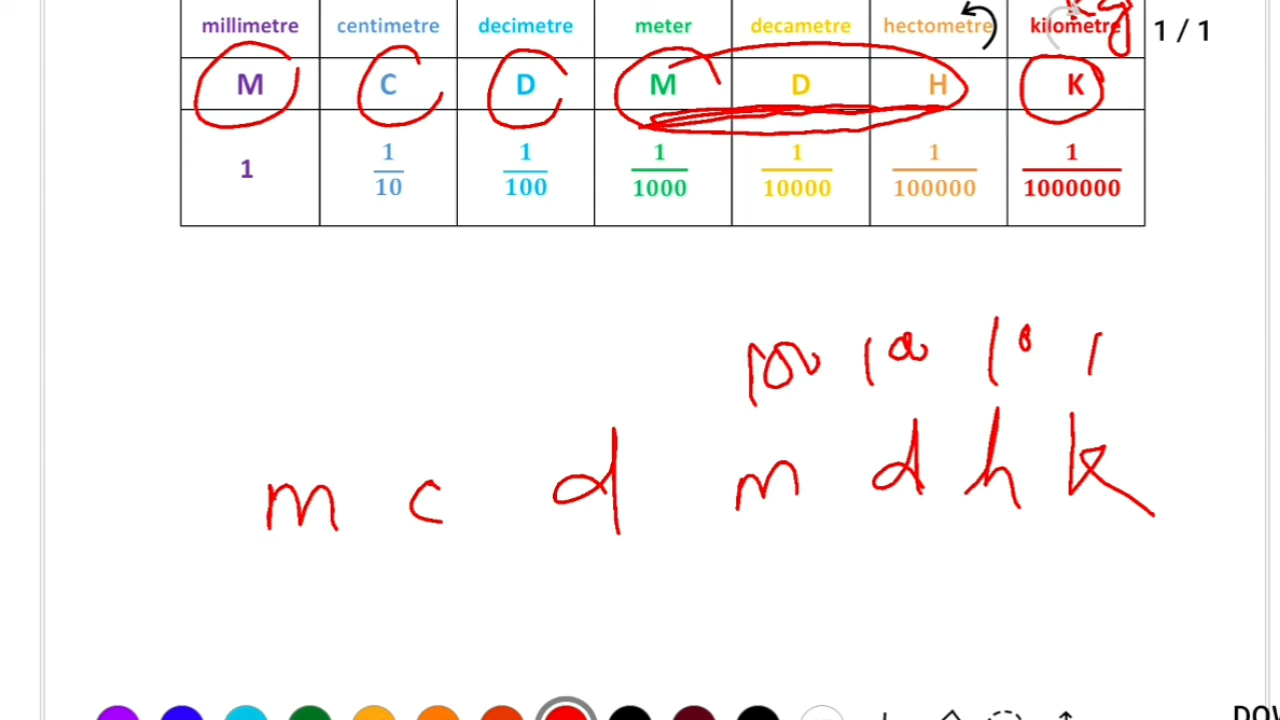 millimetre centimetre decimetre meter decametre hectometre kilometre kg 1 / 1
M C D M D H K
1 1/10 1/100 1/1000 1/10000 1/100000 1/1000000
100 10 1
m c d m d h k